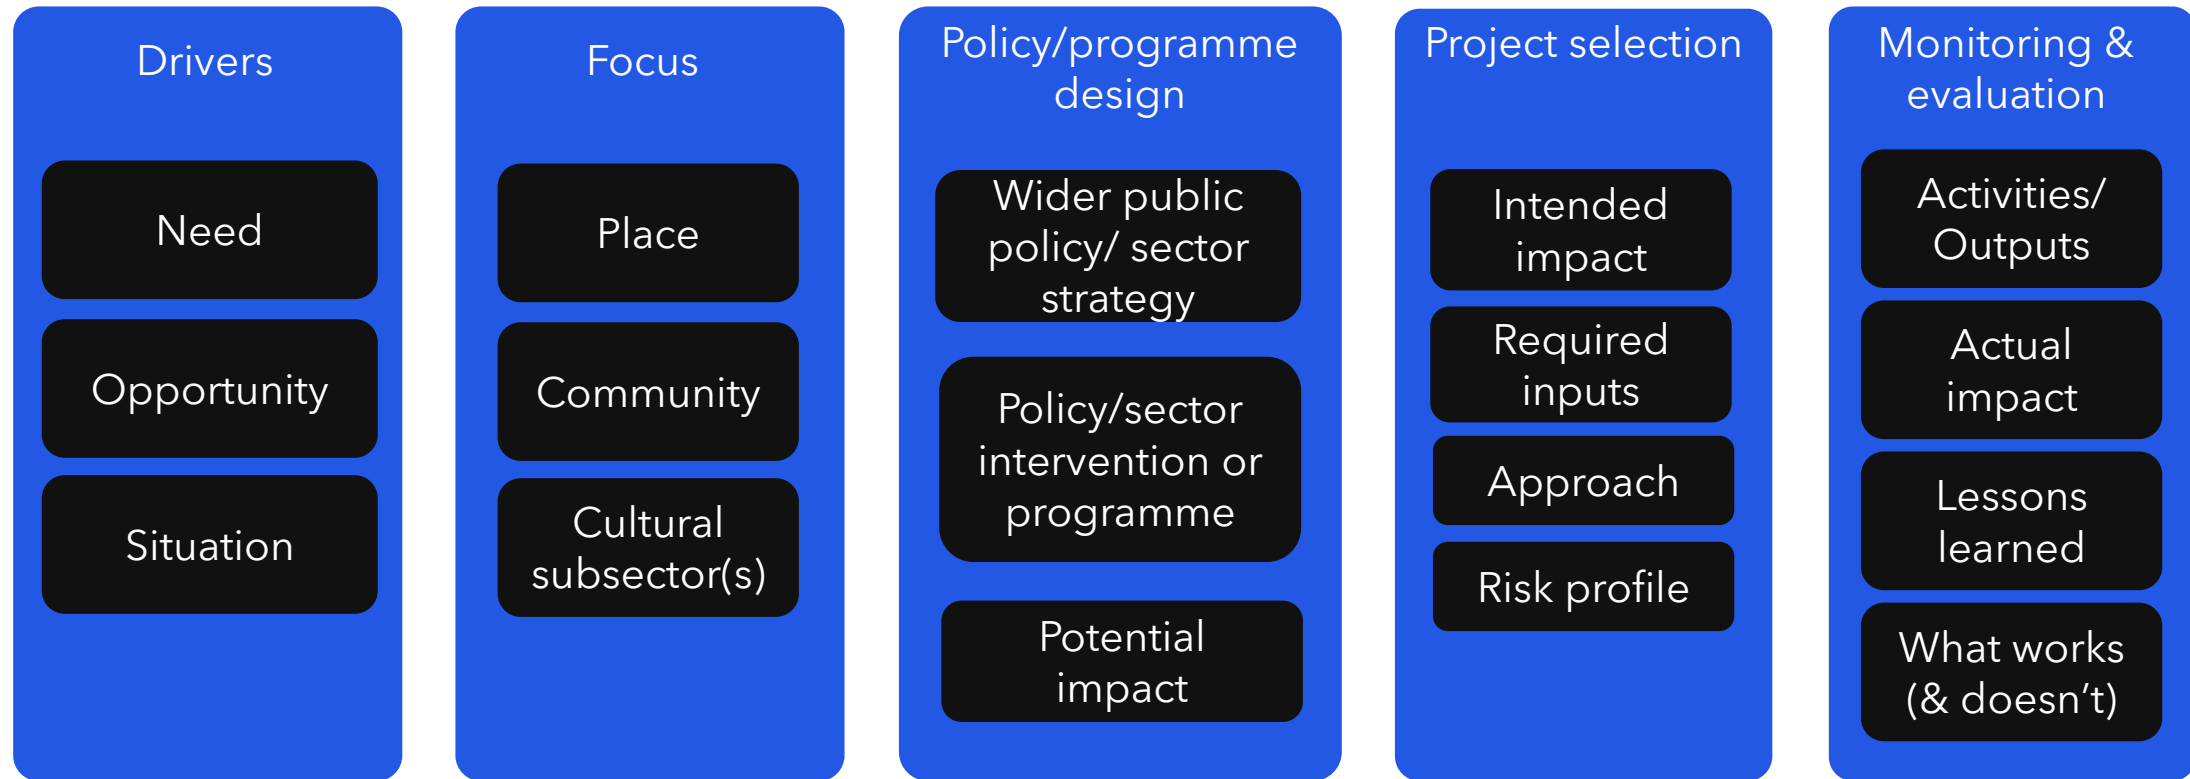 Drivers
Need
Opportunity
Situation
Focus
Place
Community
Cultural
subsector(s)
Policy/programme
design
Wider public
policy/ sector
strategy
Policy/sector
intervention or
programme
Potential
impact
Project selection
Intended
impact
Required
inputs
Approach
Risk profile
Monitoring &
evaluation
Activities/
Outputs
Actual
impact
Lessons
learned
What works
(& doesn’t)